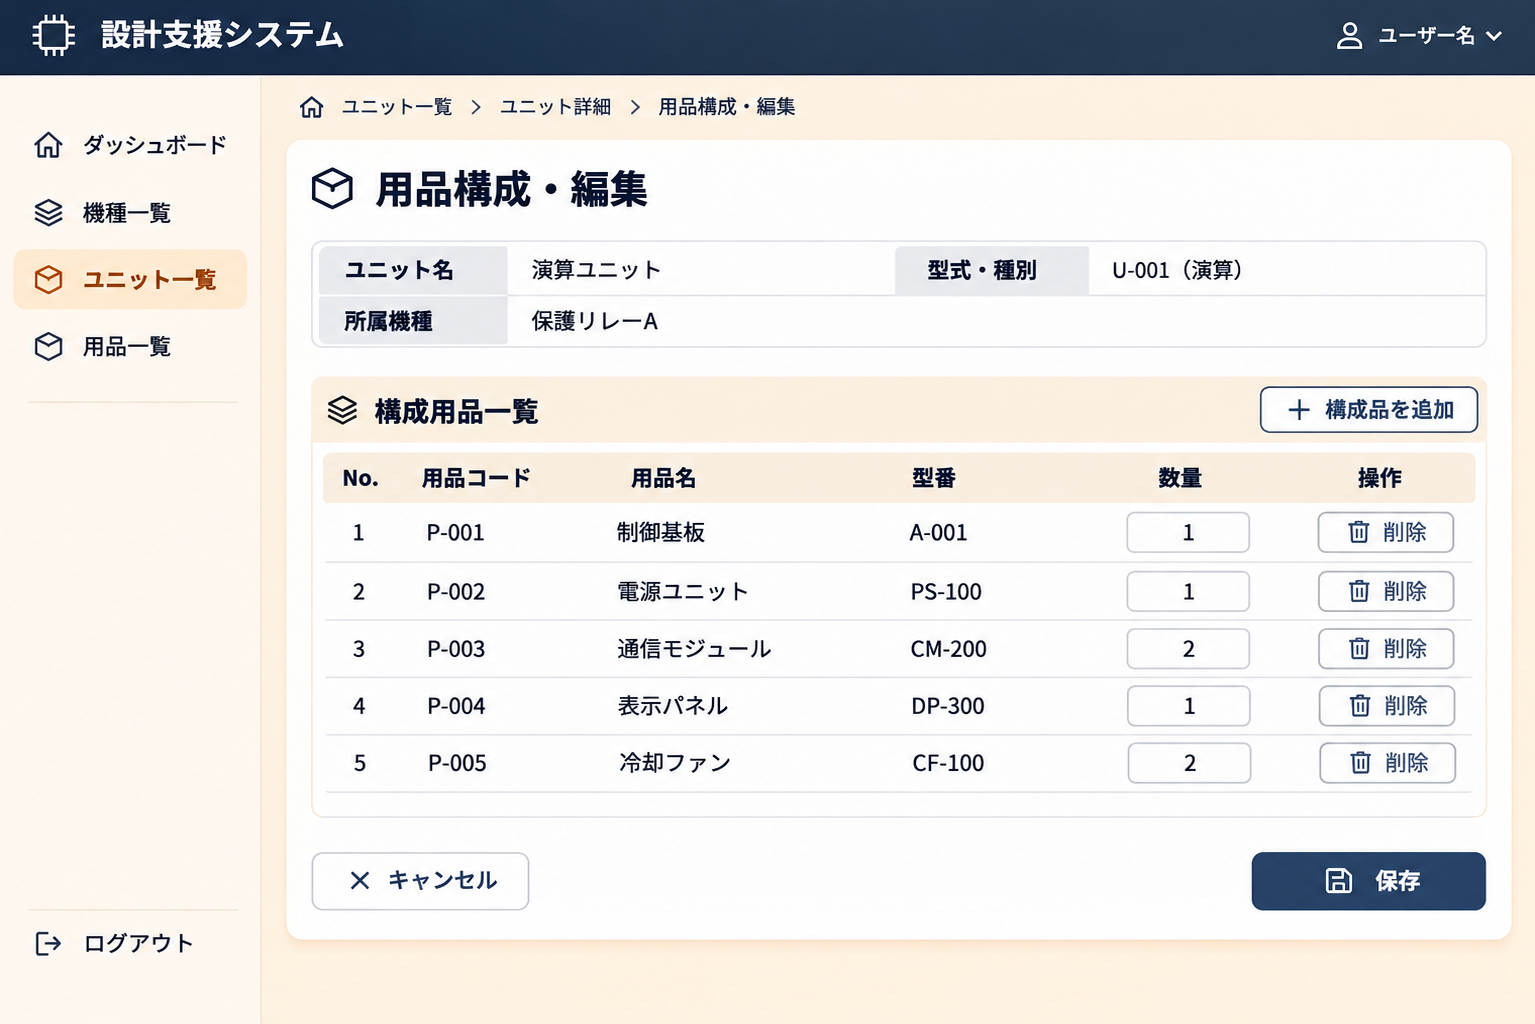 設計支援システム
ユーザー名
ダッシュボード
機種一覧
ユニット一覧
用品一覧
ログアウト
ユニット一覧 > ユニット詳細 > 用品構成・編集
用品構成・編集
ユニット名 演算ユニット 型式・種別 U-001（演算）
所属機種 保護リレーA
構成用品一覧
＋ 構成品を追加
No. 用品コード 用品名 型番 数量 操作
1 P-001 制御基板 A-001 1 削除
2 P-002 電源ユニット PS-100 1 削除
3 P-003 通信モジュール CM-200 2 削除
4 P-004 表示パネル DP-300 1 削除
5 P-005 冷却ファン CF-100 2 削除
キャンセル
保存